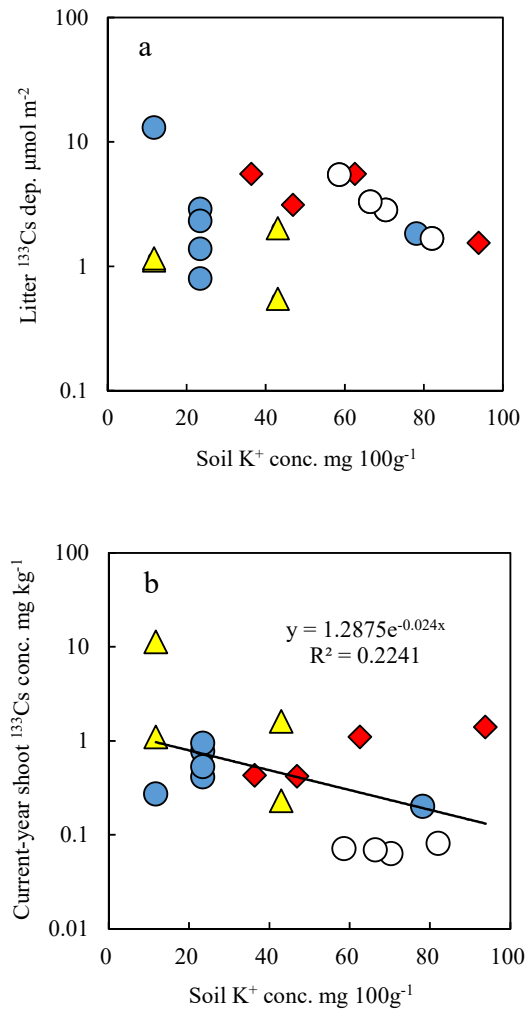 100
a
10
1
0.1
Litter ¹³³Cs dep. µmol m⁻²
0 20 40 60 80 100
Soil K⁺ conc. mg 100g⁻¹
100
b
10
y = 1.2875e⁻⁰·⁰²⁴ˣ
R² = 0.2241
1
0.1
0.01
Current-year shoot ¹³³Cs conc. mg kg⁻¹
0 20 40 60 80 100
Soil K⁺ conc. mg 100g⁻¹